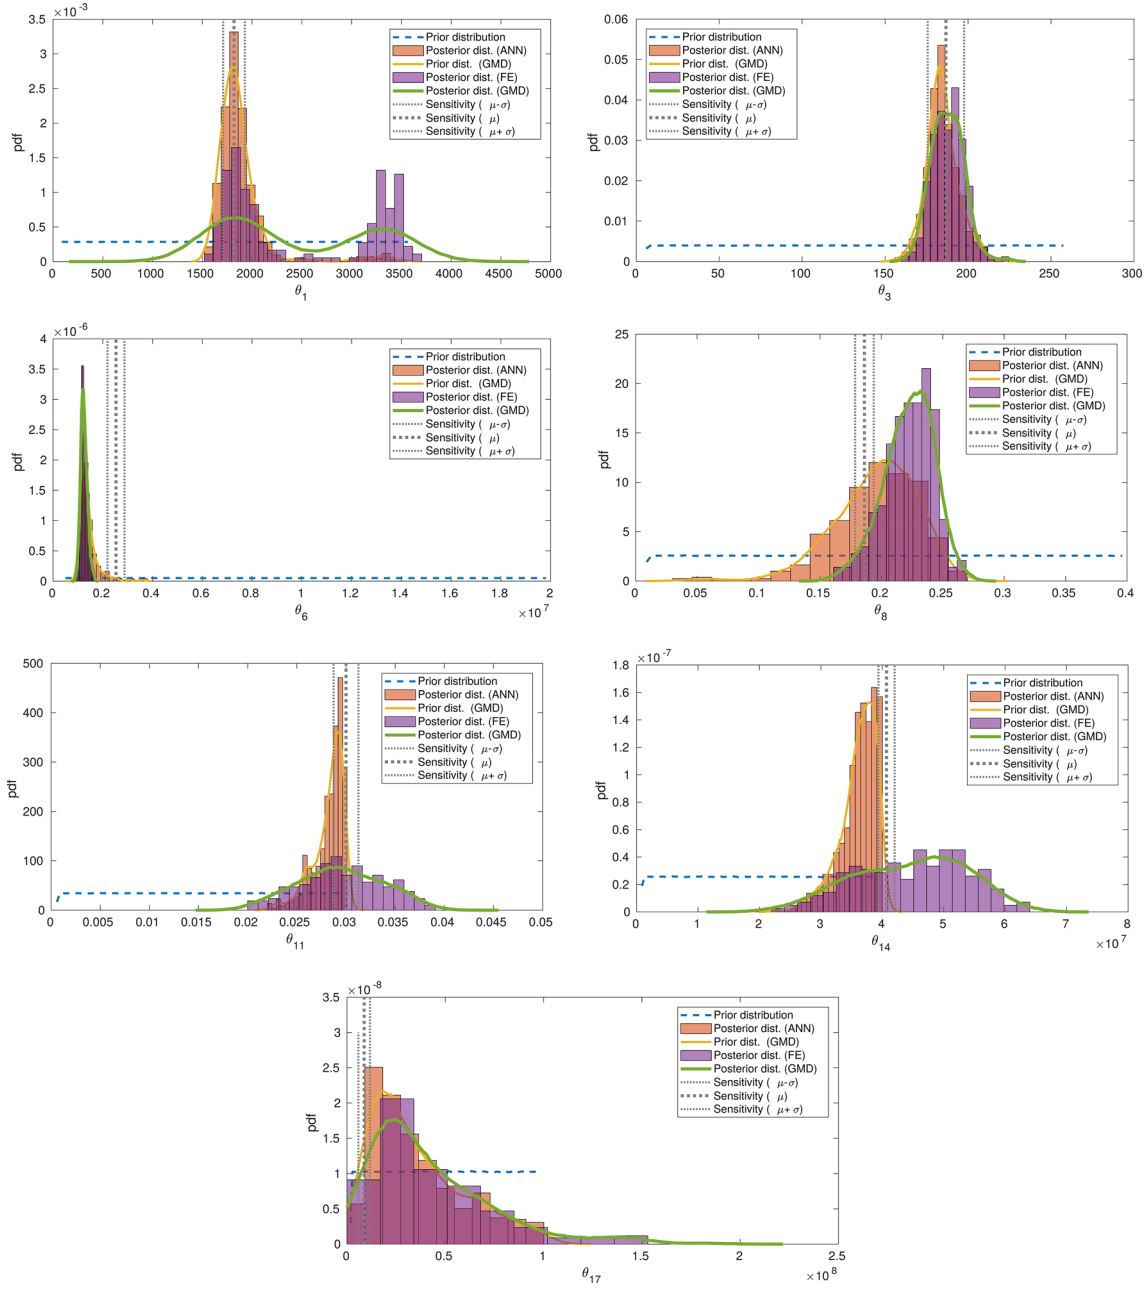 ×10⁻³
3.5
3
2.5
2
1.5
1
0.5
0
pdf
0 500 1000 1500 2000 2500 3000 3500 4000 4500 5000
θ₁
Prior distribution
Posterior dist. (ANN)
Prior dist. (GMD)
Posterior dist. (FE)
Posterior dist. (GMD)
Sensitivity ( μ-σ)
Sensitivity ( μ)
Sensitivity ( μ+ σ)
0.06
0.05
0.04
0.03
0.02
0.01
0
pdf
0 50 100 150 200 250 300
θ₃
Prior distribution
Posterior dist. (ANN)
Prior dist. (GMD)
Posterior dist. (FE)
Posterior dist. (GMD)
Sensitivity ( μ-σ)
Sensitivity ( μ)
Sensitivity ( μ+ σ)
×10⁻⁶
4
3.5
3
2.5
2
1.5
1
0.5
0
pdf
0 0.2 0.4 0.6 0.8 1 1.2 1.4 1.6 1.8 2
θ₆
×10⁷
Prior distribution
Posterior dist. (ANN)
Prior dist. (GMD)
Posterior dist. (FE)
Posterior dist. (GMD)
Sensitivity ( μ-σ)
Sensitivity ( μ)
Sensitivity ( μ+ σ)
25
20
15
10
5
0
pdf
0 0.05 0.1 0.15 0.2 0.25 0.3 0.35 0.4
θ₈
Prior distribution
Posterior dist. (ANN)
Prior dist. (GMD)
Posterior dist. (FE)
Posterior dist. (GMD)
Sensitivity ( μ-σ)
Sensitivity ( μ)
Sensitivity ( μ+ σ)
500
400
300
200
100
0
pdf
0 0.005 0.01 0.015 0.02 0.025 0.03 0.035 0.04 0.045 0.05
θ₁₁
Prior distribution
Posterior dist. (ANN)
Prior dist. (GMD)
Posterior dist. (FE)
Posterior dist. (GMD)
Sensitivity ( μ-σ)
Sensitivity ( μ)
Sensitivity ( μ+ σ)
×10⁻⁷
1.8
1.6
1.4
1.2
1
0.8
0.6
0.4
0.2
0
pdf
0 1 2 3 4 5 6 7 8
θ₁₄
×10⁷
Prior distribution
Posterior dist. (ANN)
Prior dist. (GMD)
Posterior dist. (FE)
Posterior dist. (GMD)
Sensitivity ( μ-σ)
Sensitivity ( μ)
Sensitivity ( μ+ σ)
×10⁻⁸
3.5
3
2.5
2
1.5
1
0.5
0
pdf
0 0.5 1 1.5 2 2.5
θ₁₇
×10⁸
Prior distribution
Posterior dist. (ANN)
Prior dist. (GMD)
Posterior dist. (FE)
Posterior dist. (GMD)
Sensitivity ( μ-σ)
Sensitivity ( μ)
Sensitivity ( μ+ σ)